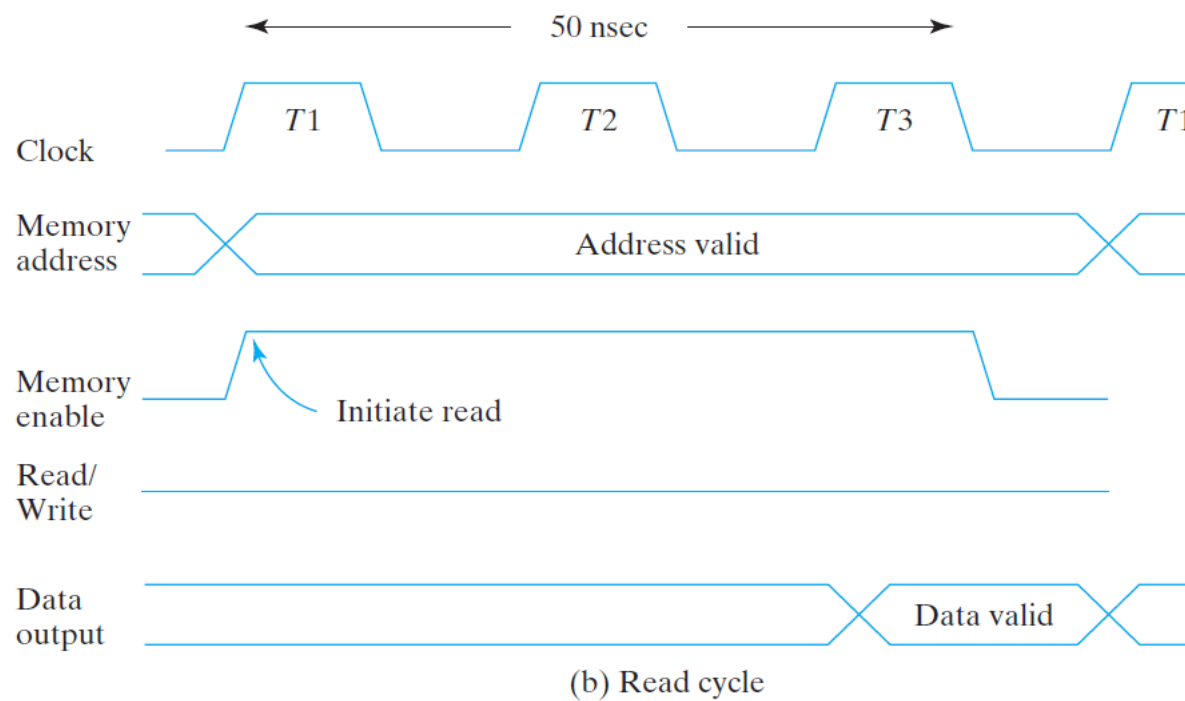 50 nsec
T1
T2
T3
T1
Clock
Memory
address
Address valid
Memory
enable
Initiate read
Read/
Write
Data
output
Data valid
(b) Read cycle